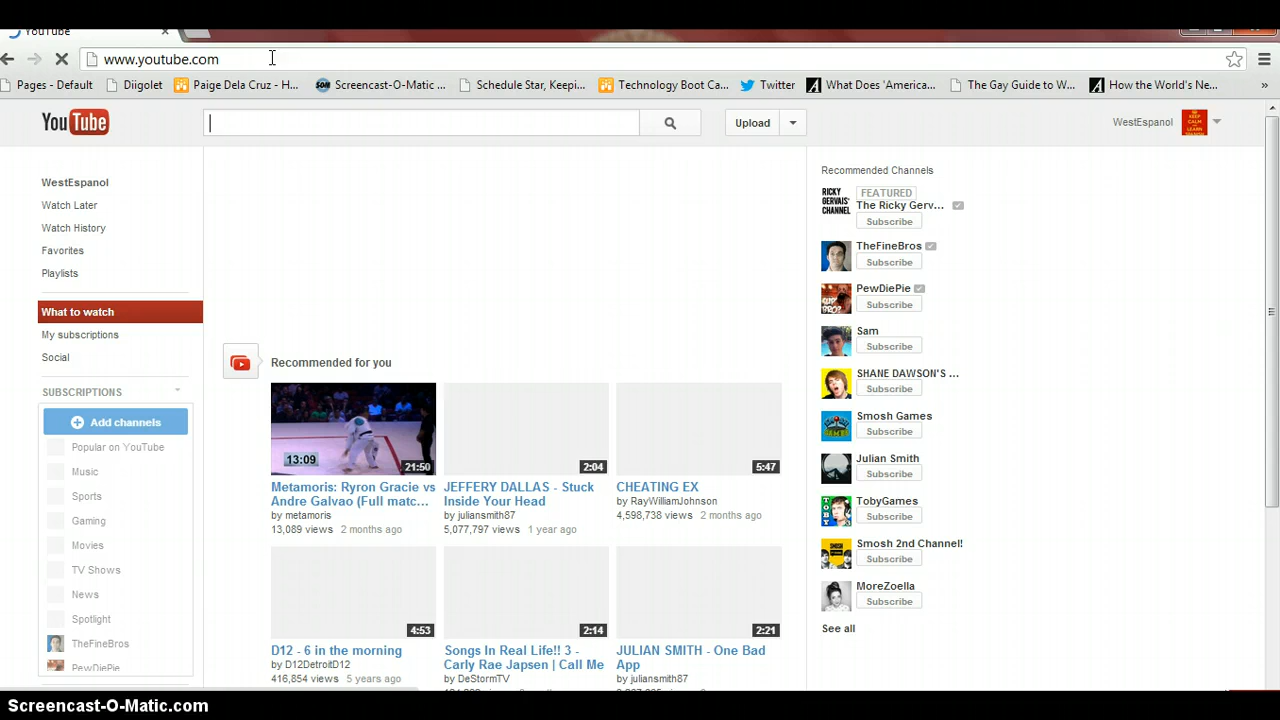 YouTube
www.youtube.com
Pages - Default
Diigolet
Paige Dela Cruz - H...
Screencast-O-Matic ...
Schedule Star, Keepi...
Technology Boot Ca...
Twitter
What Does 'America...
The Gay Guide to Yo...
How the World's Ne...
»
YouTube
Upload
WestEspanol
KEEP CALM AND LEARN SPANISH
WestEspanol
Watch Later
Watch History
Favorites
Playlists
What to watch
My subscriptions
Social
SUBSCRIPTIONS
Add channels
Popular on YouTube
Music
Sports
Gaming
Movies
TV Shows
News
Spotlight
TheFineBros
PewDiePie
Recommended for you
13:09
21:50
2:04
5:47
Metamoris: Ryron Gracie vs
Andre Galvao (Full matc...
by metamoris
13,089 views 2 months ago
JEFFERY DALLAS - Stuck
Inside Your Head
by juliansmith87
5,077,797 views 1 year ago
CHEATING EX
by RayWilliamJohnson
4,598,738 views 2 months ago
4:53
2:14
2:21
D12 - 6 in the morning
by D12DetroitD12
416,854 views 5 years ago
Songs In Real Life!! 3 -
Carly Rae Japsen | Call Me
by DeStormTV
JULIAN SMITH - One Bad
App
by juliansmith87
Recommended Channels
RICKY
GERVAIS'
CHANNEL
FEATURED
The Ricky Gerv...
Subscribe
TheFineBros
Subscribe
PewDiePie
Subscribe
Sam
Subscribe
SHANE DAWSON'S ...
Subscribe
Smosh Games
Subscribe
Julian Smith
Subscribe
TobyGames
Subscribe
Smosh 2nd Channel!
Subscribe
MoreZoella
Subscribe
See all
Screencast-O-Matic.com